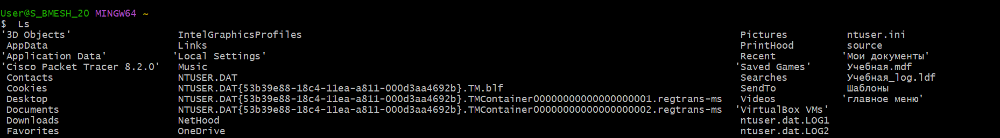 User@S_BMESH_20 MINGW64 ~
$  Ls
'3D Objects'                  IntelGraphicsProfiles                                                                          Pictures          ntuser.ini
 AppData                      Links                                                                                          PrintHood         source
'Application Data'           'Local Settings'                                                                                Recent           'Мои документы'
'Cisco Packet Tracer 8.2.0'   Music                                                                                         'Saved Games'      Учебная.mdf
 Contacts                     NTUSER.DAT                                                                                     Searches          Учебная_log.ldf
 Cookies                      NTUSER.DAT{53b39e88-18c4-11ea-a811-000d3aa4692b}.TM.blf                                        SendTo            Шаблоны
 Desktop                      NTUSER.DAT{53b39e88-18c4-11ea-a811-000d3aa4692b}.TMContainer00000000000000000001.regtrans-ms   Videos           'главное меню'
 Documents                    NTUSER.DAT{53b39e88-18c4-11ea-a811-000d3aa4692b}.TMContainer00000000000000000002.regtrans-ms  'VirtualBox VMs'
 Downloads                    NetHood                                                                                        ntuser.dat.LOG1
 Favorites                    OneDrive                                                                                       ntuser.dat.LOG2